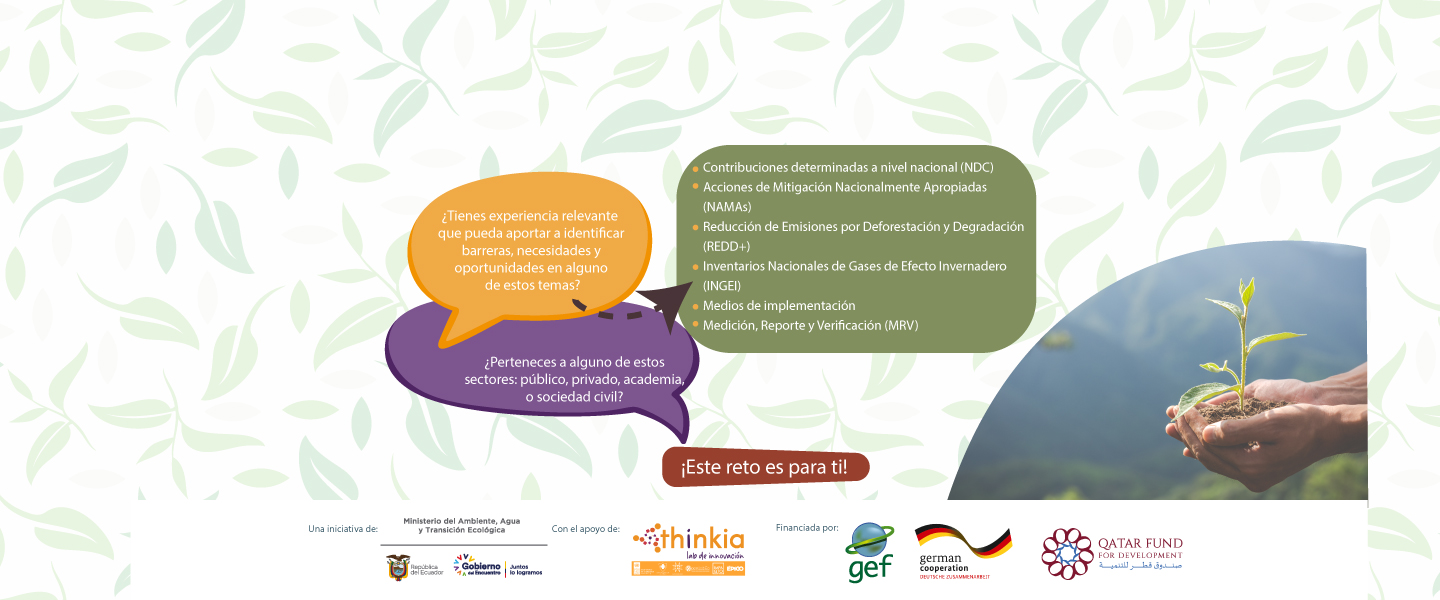 ¿Tienes experiencia relevante
que pueda aportar a identificar
barreras, necesidades y
oportunidades en alguno
de estos temas?
Contribuciones determinadas a nivel nacional (NDC)
Acciones de Mitigación Nacionalmente Apropiadas
(NAMAs)
Reducción de Emisiones por Deforestación y Degradación
(REDD+)
Inventarios Nacionales de Gases de Efecto Invernadero
(INGEI)
Medios de implementación
Medición, Reporte y Verificación (MRV)
¿Perteneces a alguno de estos
sectores: público, privado, academia,
o sociedad civil?
¡Este reto es para ti!
Una iniciativa de:
Ministerio del Ambiente, Agua
y Transición Ecológica
República
del Ecuador
Gobierno
del Encuentro
Juntos
lo logramos
Con el apoyo de:
thinkia
lab de innovación
Financiada por:
gef
german
cooperation
DEUTSCHE ZUSAMMENARBEIT
QATAR FUND
FOR DEVELOPMENT
صندوق قطر للتنمية